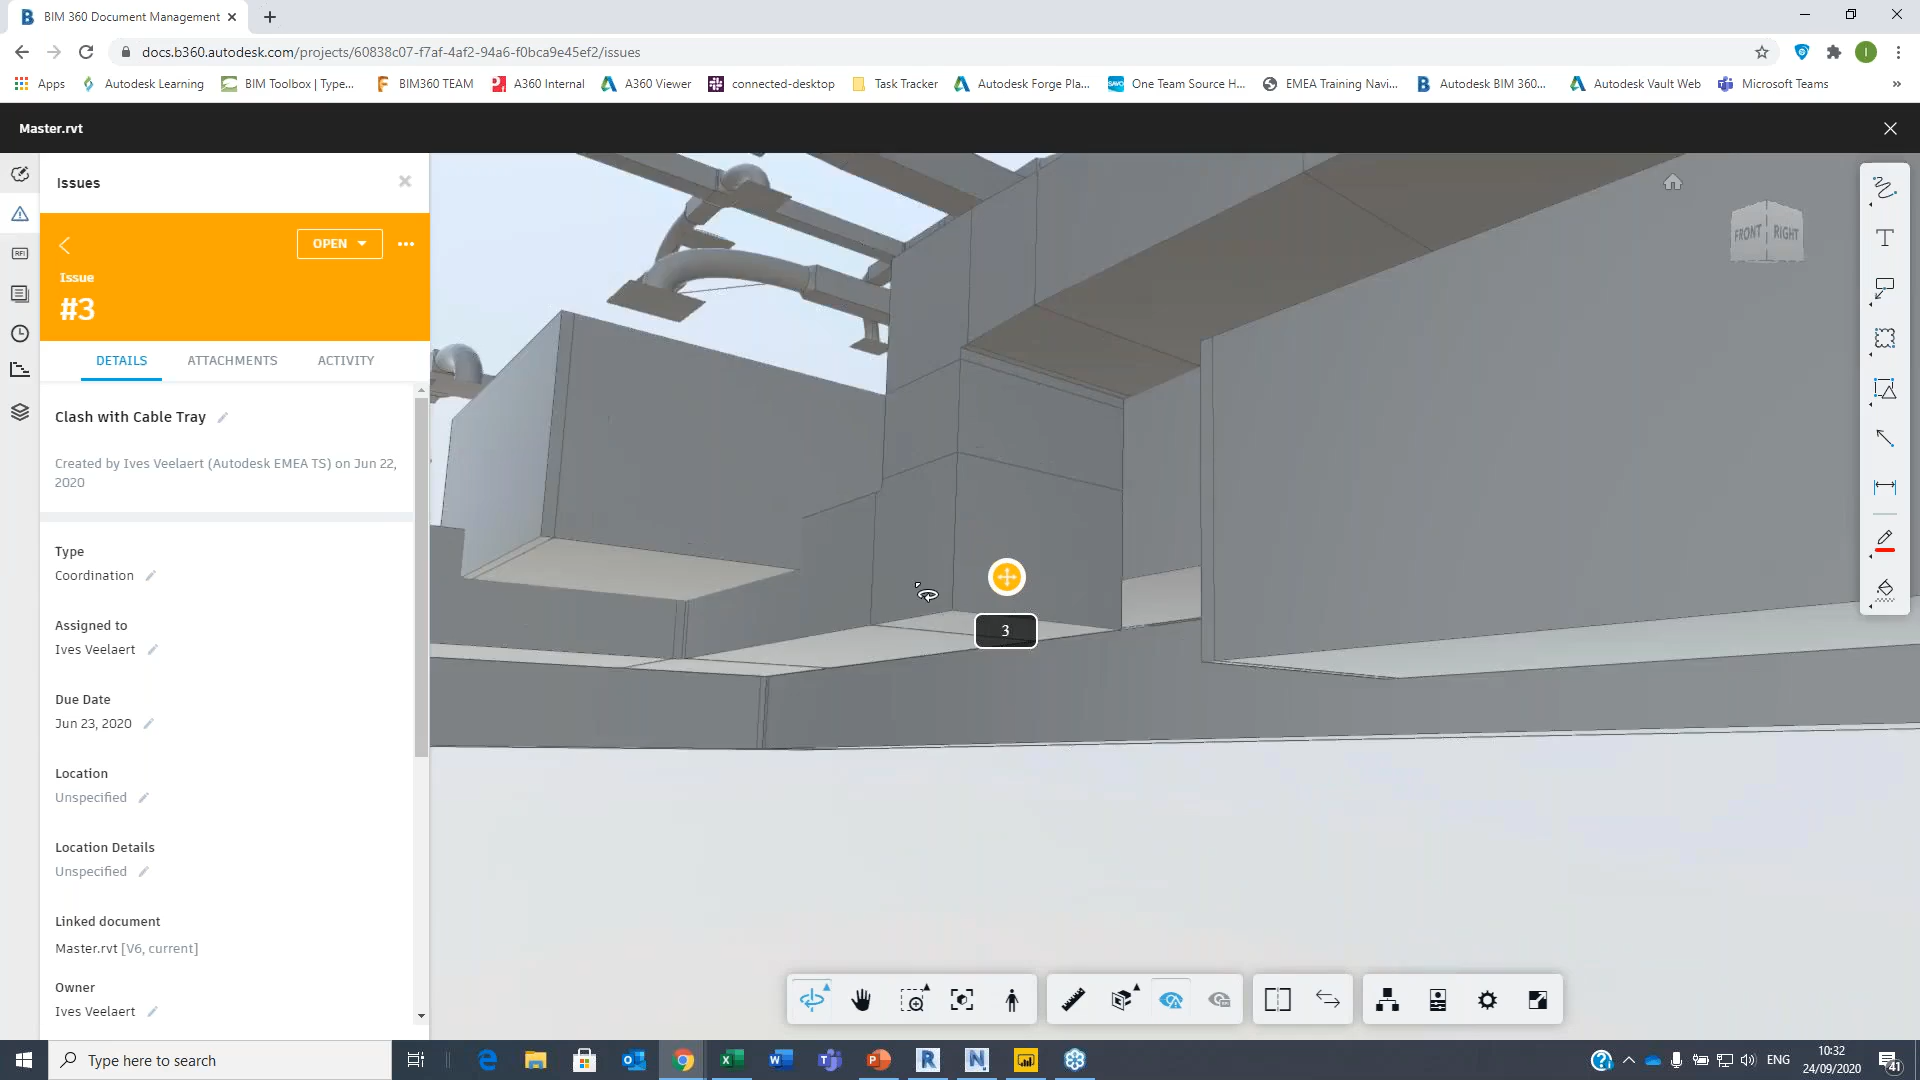 BIM 360 Document Management
docs.b360.autodesk.com/projects/60838c07-f7af-4af2-94a6-f0bca9e45ef2/issues
I
Apps
Autodesk Learning
BIM Toolbox | Type...
BIM360 TEAM
A360 Internal
A360 Viewer
connected-desktop
Task Tracker
Autodesk Forge Pla...
One Team Source H...
EMEA Training Navi...
Autodesk BIM 360...
Autodesk Vault Web
Microsoft Teams
»
Master.rvt
Issues
OPEN
Issue
#3
DETAILS
ATTACHMENTS
ACTIVITY
Clash with Cable Tray
Created by Ives Veelaert (Autodesk EMEA TS) on Jun 22,
2020
Type
Coordination
Assigned to
Ives Veelaert
Due Date
Jun 23, 2020
Location
Unspecified
Location Details
Unspecified
Linked document
Master.rvt [V6, current]
Owner
Ives Veelaert
RFI
FRONT
RIGHT
T
3
Type here to search
ENG
10:32
24/09/2020
41